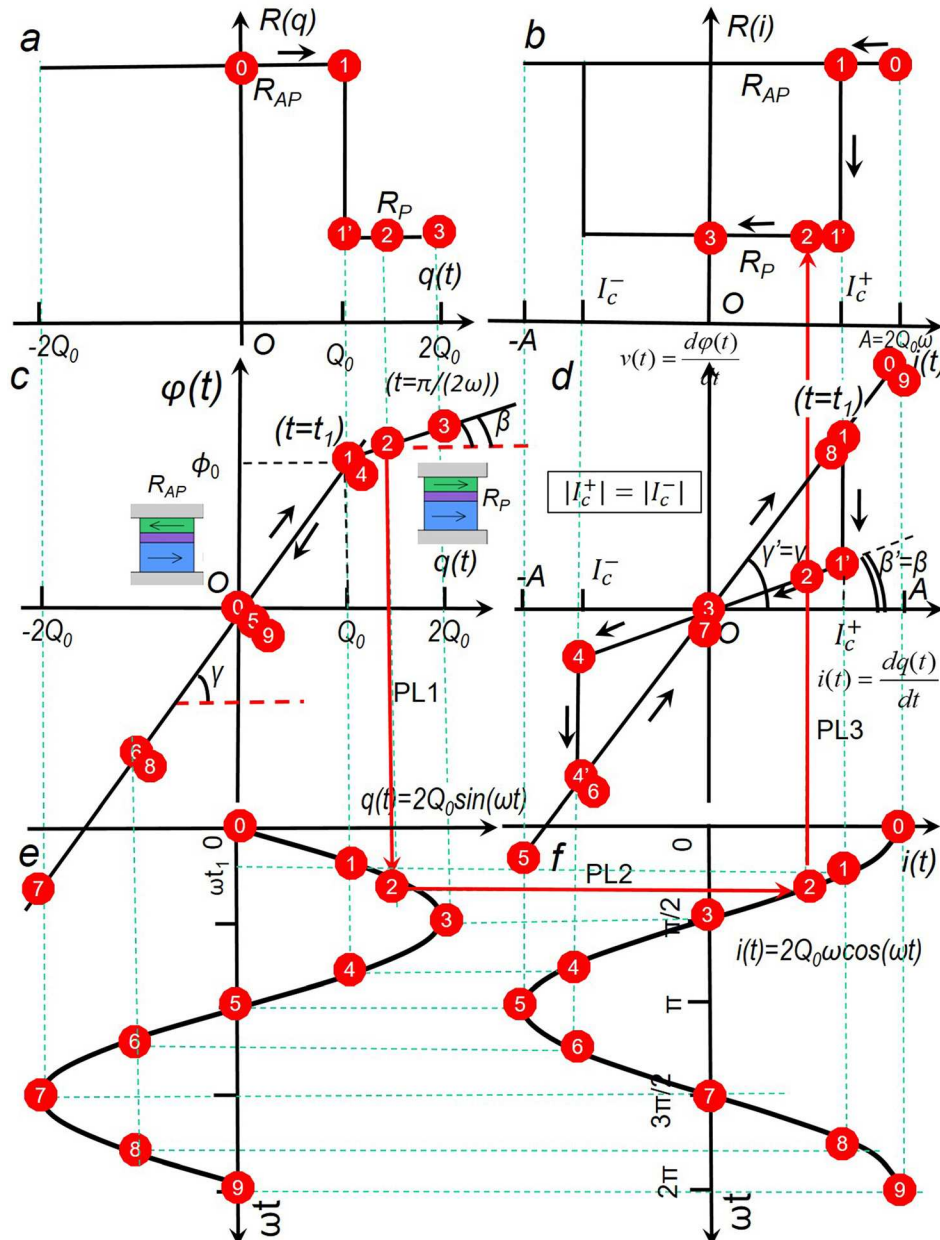 a
R(q)
0
1
R_AP
1'
2
3
R_P
q(t)
-2Q_0
O
Q_0
2Q_0
b
R(i)
1
0
R_AP
3
2
1'
R_P
I_c^-
O
I_c^+
-A
A=2Q_0ω
i(t)
v(t) = dφ(t)/dt
c
φ(t)
(t=π/(2ω))
(t=t_1)
3
2
β
1
4
ϕ_0
R_AP
R_P
q(t)
O
0
5
9
-2Q_0
Q_0
2Q_0
γ
6
8
7
PL1
d
0
9
(t=t_1)
1
8
|I_c^+| = |I_c^-|
γ'=γ
1'
β'=β
2
-A
I_c^-
3
7
O
A
I_c^+
4
i(t) = dq(t)/dt
PL3
4'
6
5
q(t)=2Q_0sin(ωt)
e
0
0
ωt_1
1
2
3
4
5
6
7
8
9
ωt
f
0
0
i(t)
1
PL2
2
3
π/2
i(t)=2Q_0ωcos(ωt)
4
5
π
6
7
3π/2
8
2π
9
ωt